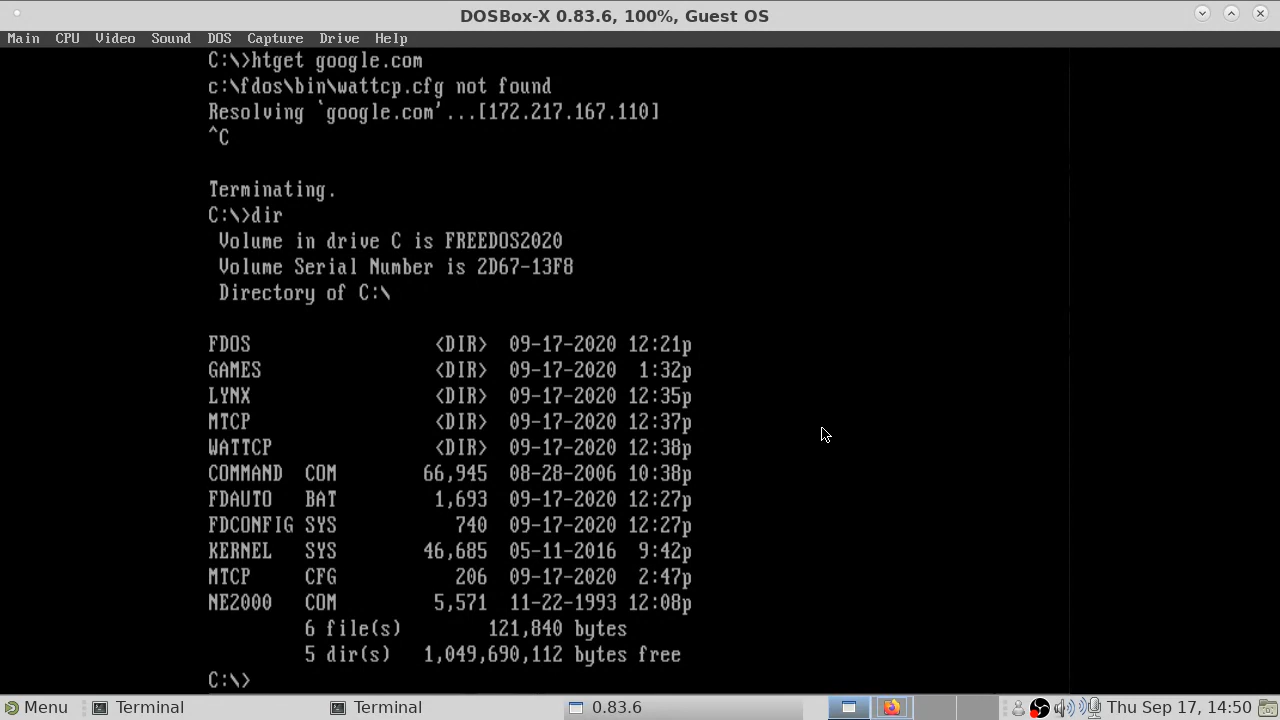 DOSBox-X 0.83.6, 100%, Guest OS
Main CPU Video Sound DOS Capture Drive Help
C:\>htget google.com
c:\fdos\bin\wattcp.cfg not found
Resolving `google.com'...[172.217.167.110]
^C
Terminating.
C:\>dir
Volume in drive C is FREEDOS2020
Volume Serial Number is 2D67-13F8
Directory of C:\
FDOS <DIR> 09-17-2020 12:21p
GAMES <DIR> 09-17-2020 1:32p
LYNX <DIR> 09-17-2020 12:35p
MTCP <DIR> 09-17-2020 12:37p
WATTCP <DIR> 09-17-2020 12:38p
COMMAND COM 66,945 08-28-2006 10:38p
FDAUTO BAT 1,693 09-17-2020 12:27p
FDCONFIG SYS 740 09-17-2020 12:27p
KERNEL SYS 46,685 05-11-2016 9:42p
MTCP CFG 206 09-17-2020 2:47p
NE2000 COM 5,571 11-22-1993 12:08p
6 file(s) 121,840 bytes
5 dir(s) 1,049,690,112 bytes free
C:\>
Menu Terminal Terminal 0.83.6 Thu Sep 17, 14:50